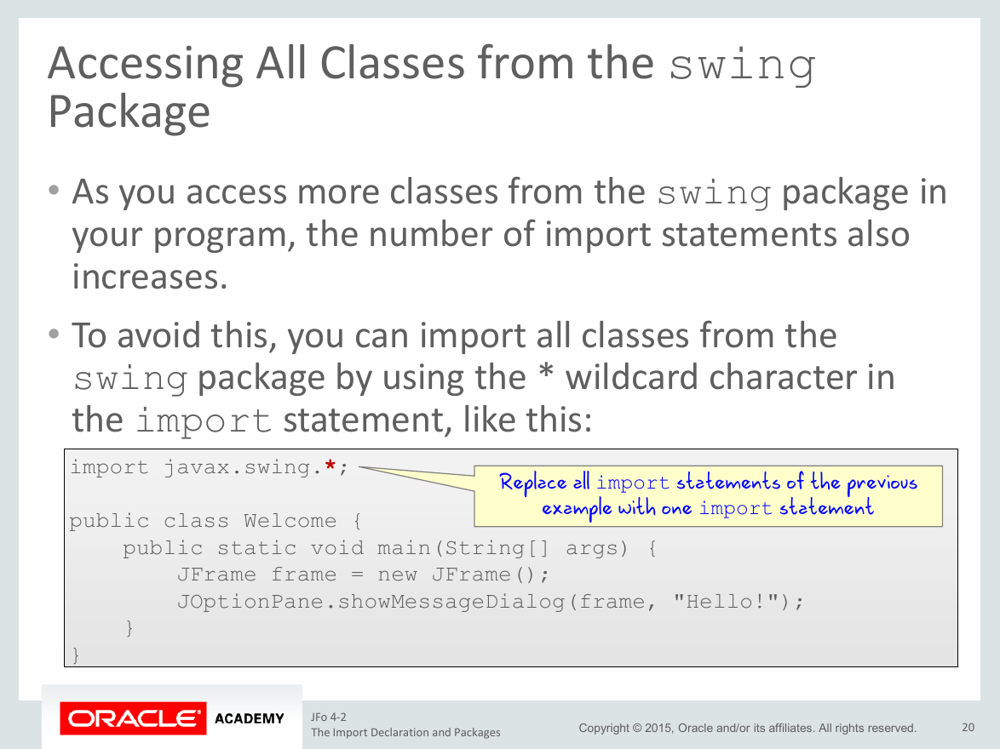 Accessing All Classes from the swing
Package
• As you access more classes from the swing package in
your program, the number of import statements also
increases.
• To avoid this, you can import all classes from the
swing package by using the * wildcard character in
the import statement, like this:
import javax.swing.*;
Replace all import statements of the previous
example with one import statement
public class Welcome {
    public static void main(String[] args) {
        JFrame frame = new JFrame();
        JOptionPane.showMessageDialog(frame, "Hello!");
    }
}
ORACLE® ACADEMY
JFo 4-2
The Import Declaration and Packages
Copyright © 2015, Oracle and/or its affiliates. All rights reserved.
20